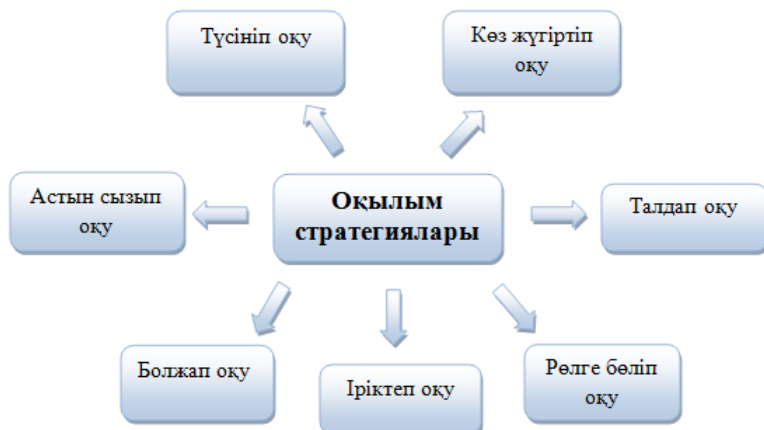 Түсініп оқу
Көз жүгіртіп
оқу
Астын сызып
оқу
Оқылым
стратегиялары
Талдап оқу
Болжап оқу
Іріктеп оқу
Рөлге бөліп
оқу